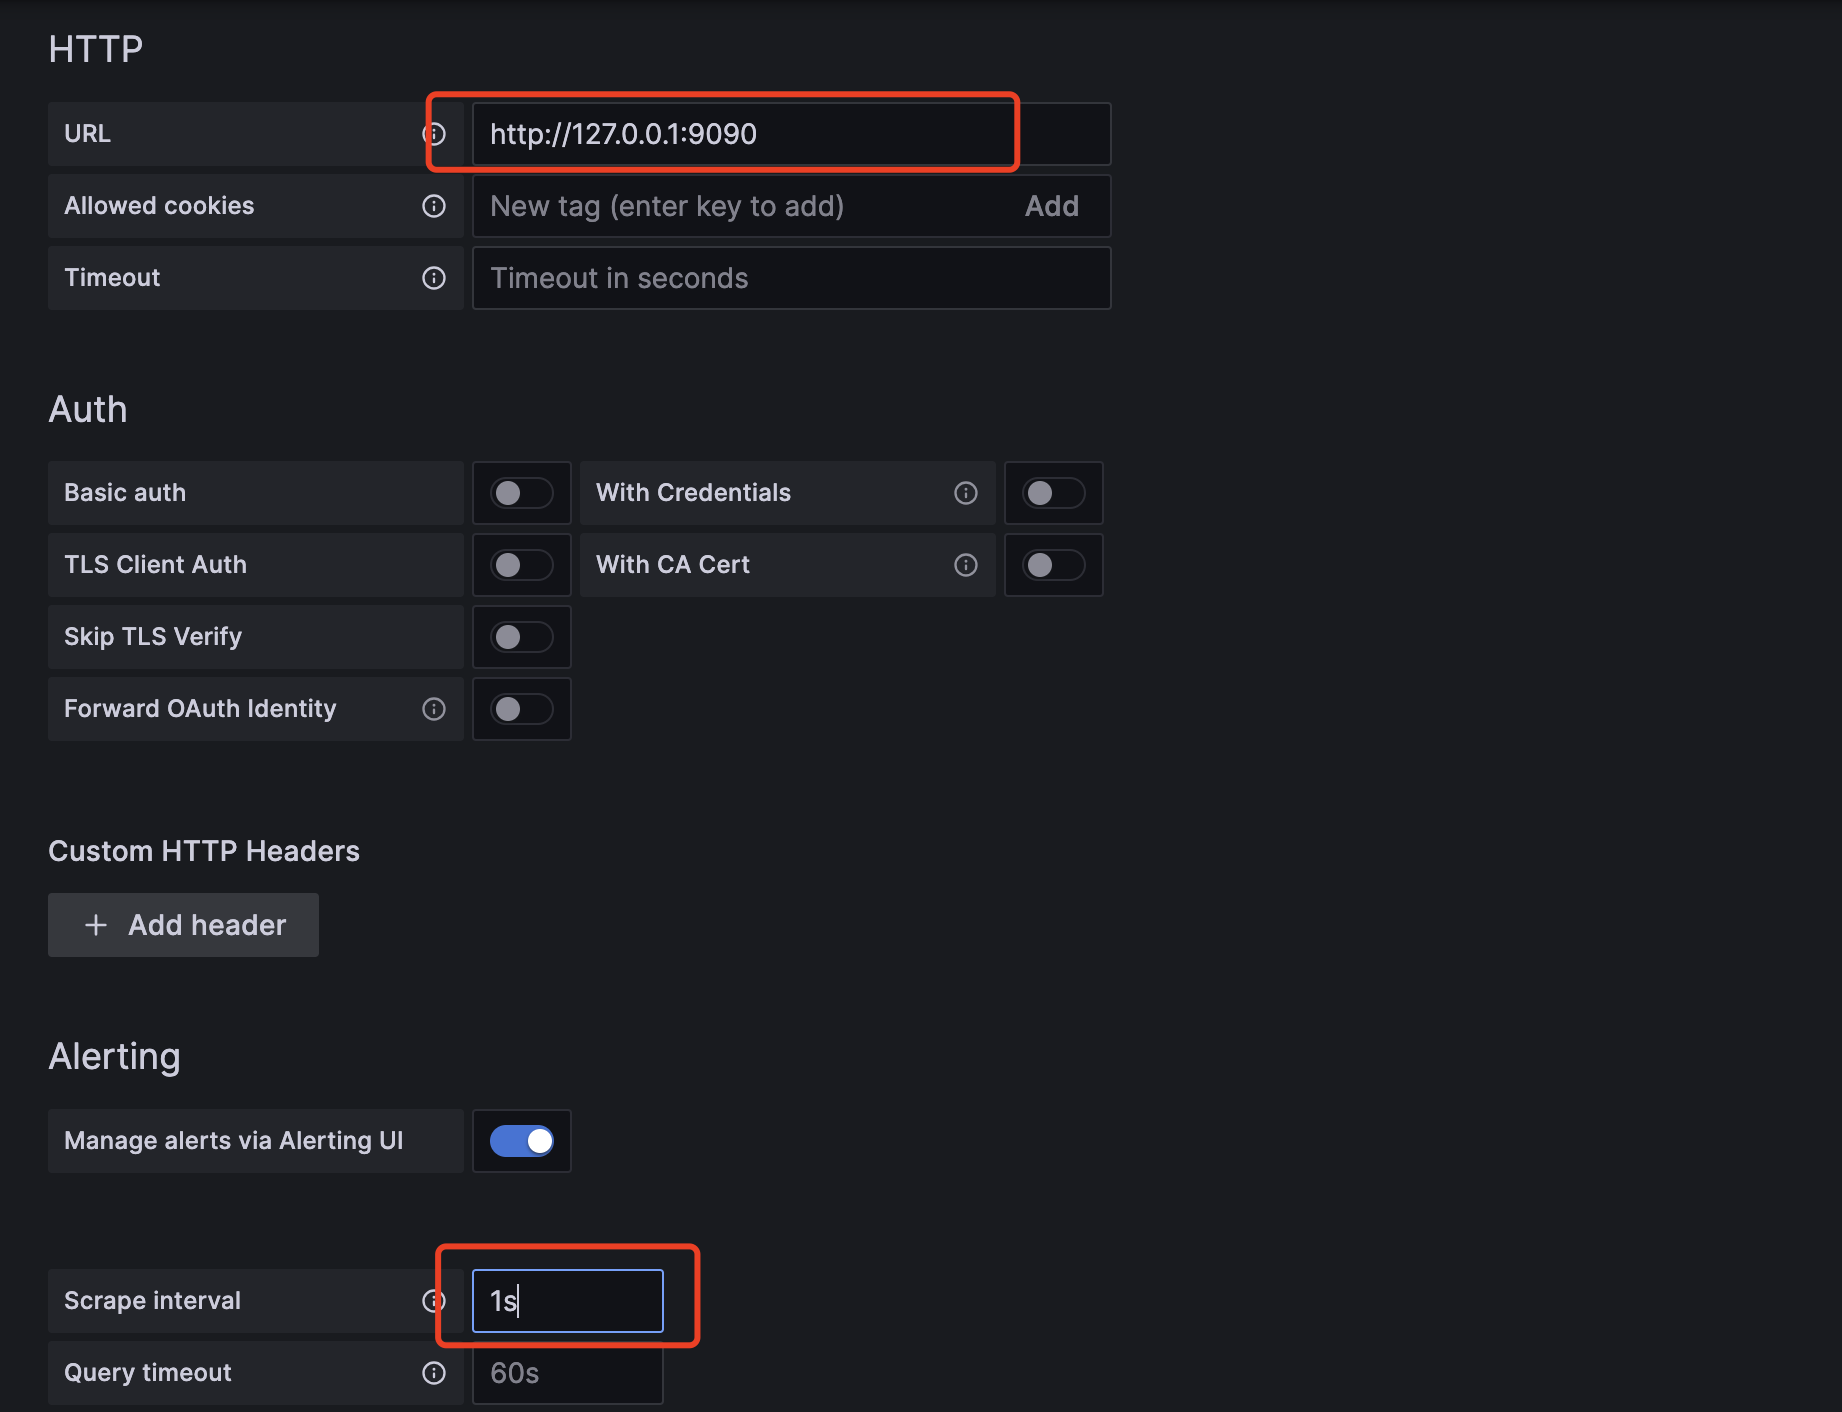 HTTP
URL http://127.0.0.1:9090
Allowed cookies New tag (enter key to add) Add
Timeout Timeout in seconds
Auth
Basic auth With Credentials
TLS Client Auth With CA Cert
Skip TLS Verify
Forward OAuth Identity
Custom HTTP Headers
+ Add header
Alerting
Manage alerts via Alerting UI
Scrape interval 1s
Query timeout 60s